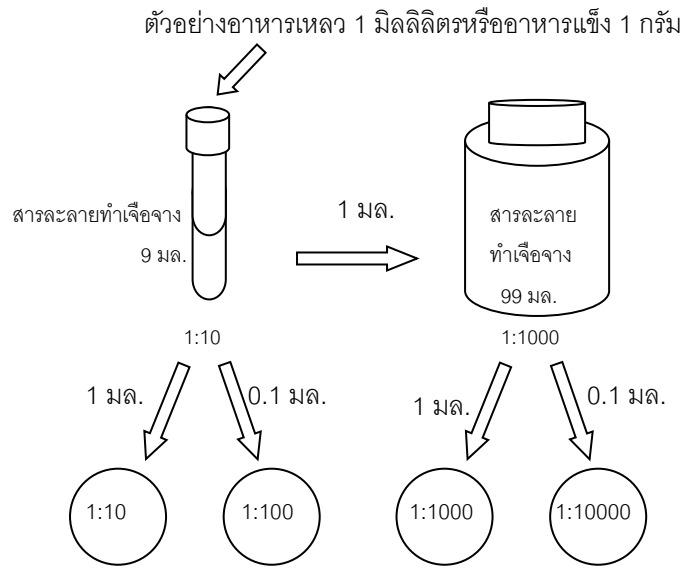 ตัวอย่างอาหารเหลว 1 มิลลิลิตรหรืออาหารแข็ง 1 กรัม
สารละลายทำเจือจาง
9 มล.
1 มล.
สารละลาย
ทำเจือจาง
99 มล.
1:10
1:1000
1 มล.
0.1 มล.
1 มล.
0.1 มล.
1:10
1:100
1:1000
1:10000